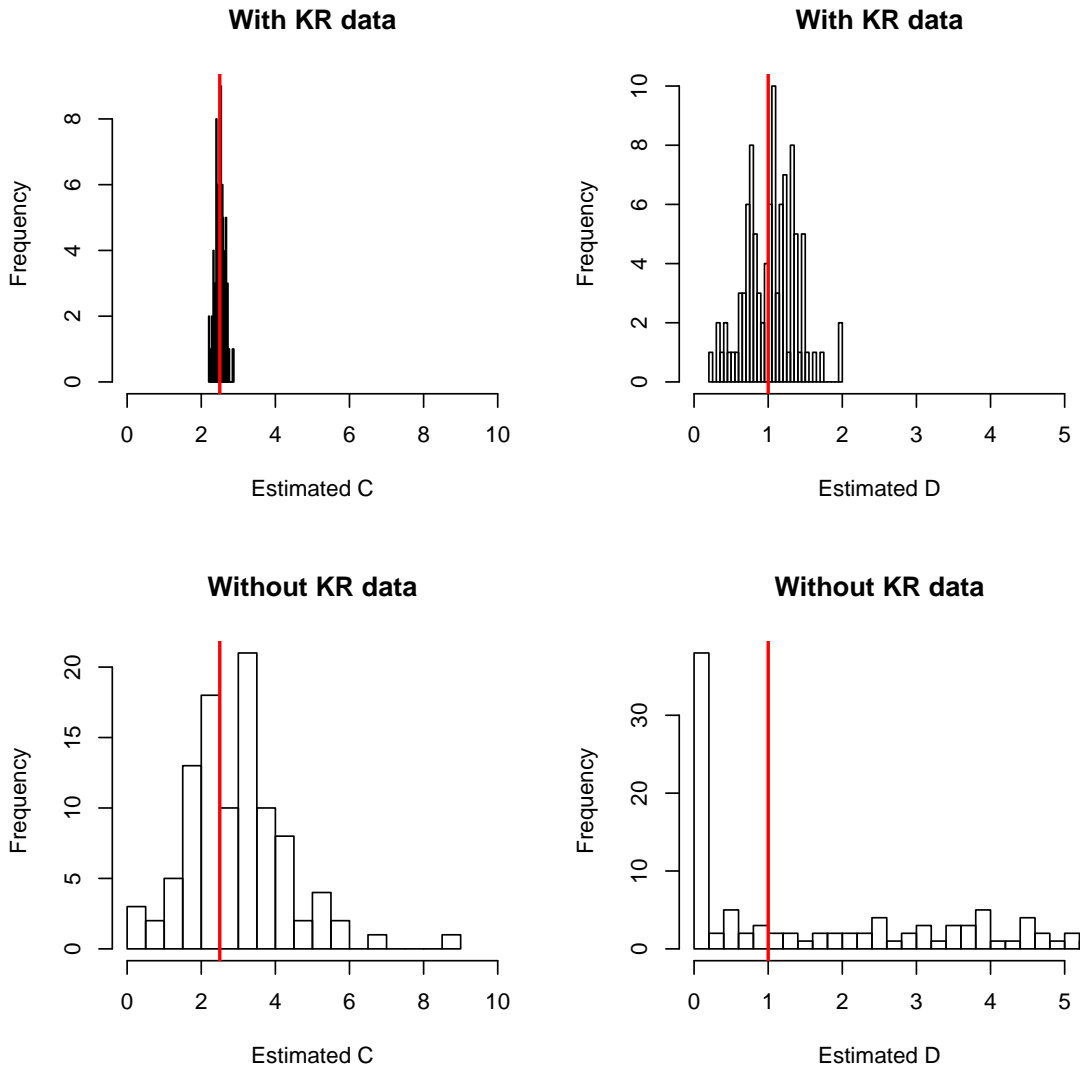 With KR data
Frequency
0 2 4 6 8
0 2 4 6 8 10
Estimated C
With KR data
Frequency
0 2 4 6 8 10
0 1 2 3 4 5
Estimated D
Without KR data
Frequency
0 5 10 15 20
0 2 4 6 8 10
Estimated C
Without KR data
Frequency
0 10 20 30
0 1 2 3 4 5
Estimated D